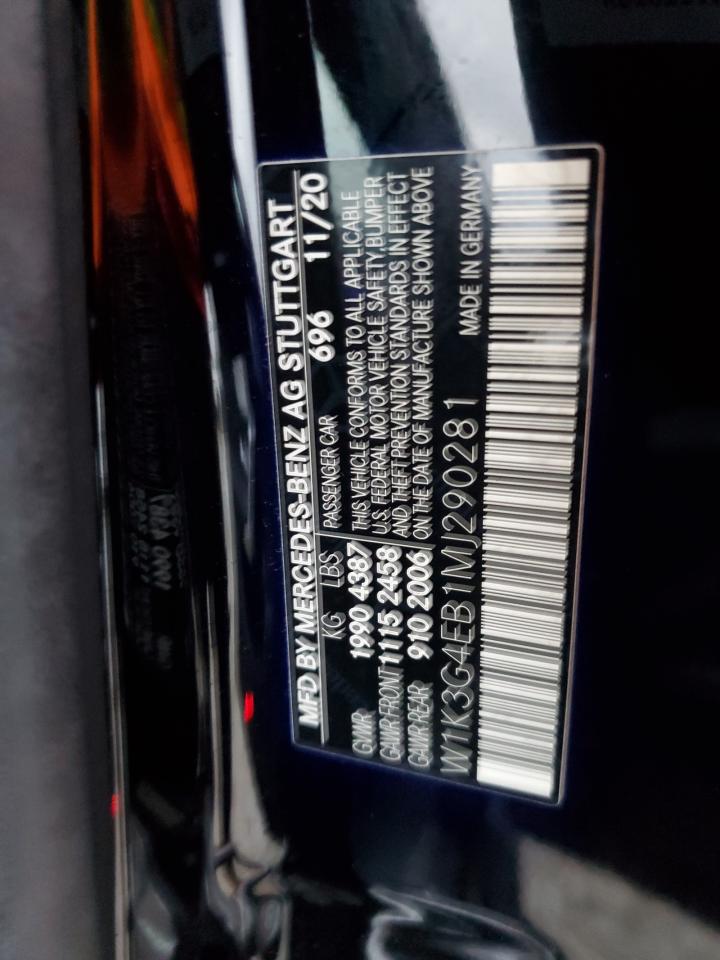 MFD BY MERCEDES-BENZ AG STUTTGART
KG LBS 696 11/20
PASSENGER CAR
GVWR 1990 4387
GAWR FRONT 1115 2458
GAWR REAR 910 2006
THIS VEHICLE CONFORMS TO ALL APPLICABLE
U.S. FEDERAL MOTOR VEHICLE SAFETY, BUMPER
AND THEFT PREVENTION STANDARDS IN EFFECT
ON THE DATE OF MANUFACTURE SHOWN ABOVE
W1K3G4EB1MJ290281 MADE IN GERMANY